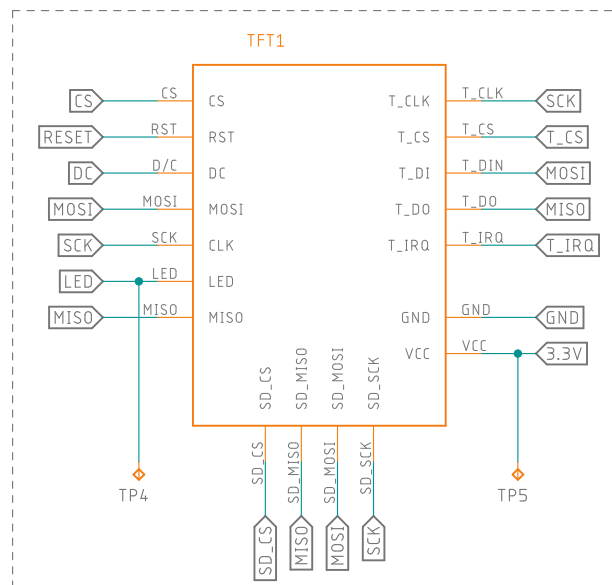 TFT1
CS CS CS T_CLK T_CLK SCK
RESET RST RST T_CS T_CS T_CS
DC D/C DC T_DI T_DIN MOSI
MOSI MOSI MOSI T_DO T_DO MISO
SCK SCK CLK T_IRQ T_IRQ T_IRQ
LED LED LED
MISO MISO MISO GND GND GND
VCC VCC 3.3V
SD_CS SD_MISO SD_MOSI SD_SCK
SD_CS SD_MISO SD_MOSI SD_SCK
TP4 TP5
SD_CS MISO MOSI SCK